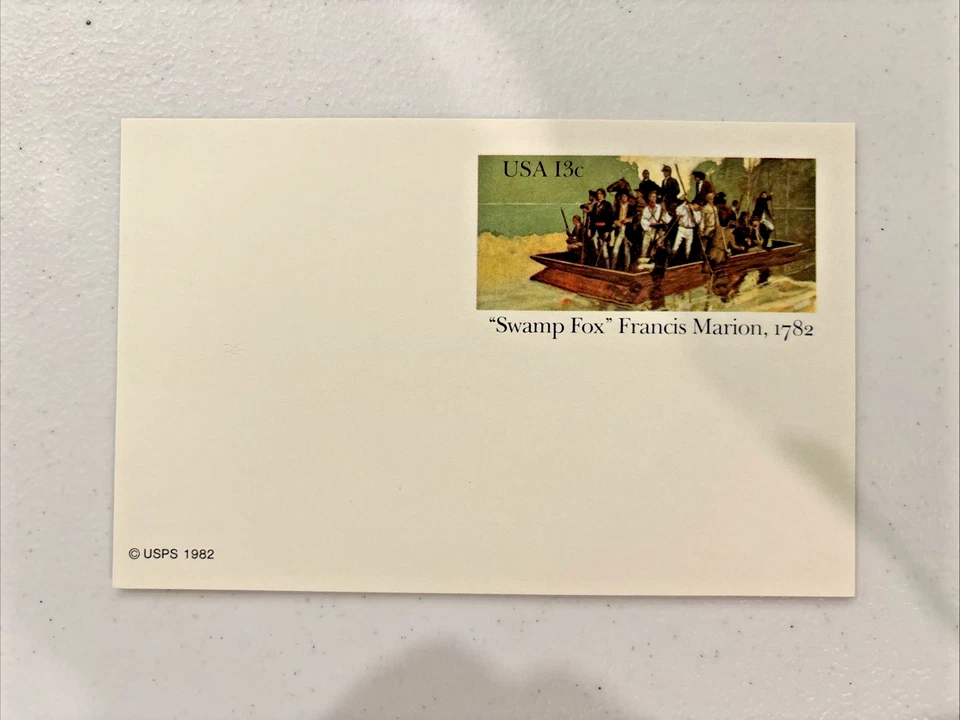 USA 13c
“Swamp Fox” Francis Marion, 1782
© USPS 1982